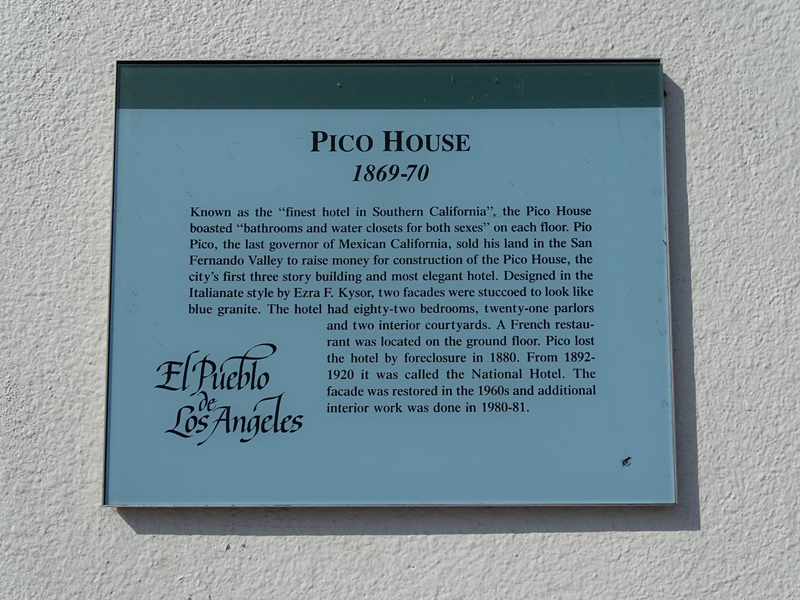 PICO HOUSE
1869-70
Known as the “finest hotel in Southern California”, the Pico House
boasted “bathrooms and water closets for both sexes” on each floor. Pio
Pico, the last governor of Mexican California, sold his land in the San
Fernando Valley to raise money for construction of the Pico House, the
city’s first three story building and most elegant hotel. Designed in the
Italianate style by Ezra F. Kysor, two facades were stuccoed to look like
blue granite. The hotel had eighty-two bedrooms, twenty-one parlors
and two interior courtyards. A French restau-
rant was located on the ground floor. Pico lost
the hotel by foreclosure in 1880. From 1892-
1920 it was called the National Hotel. The
facade was restored in the 1960s and additional
interior work was done in 1980-81.
El Pueblo
de
Los Angeles